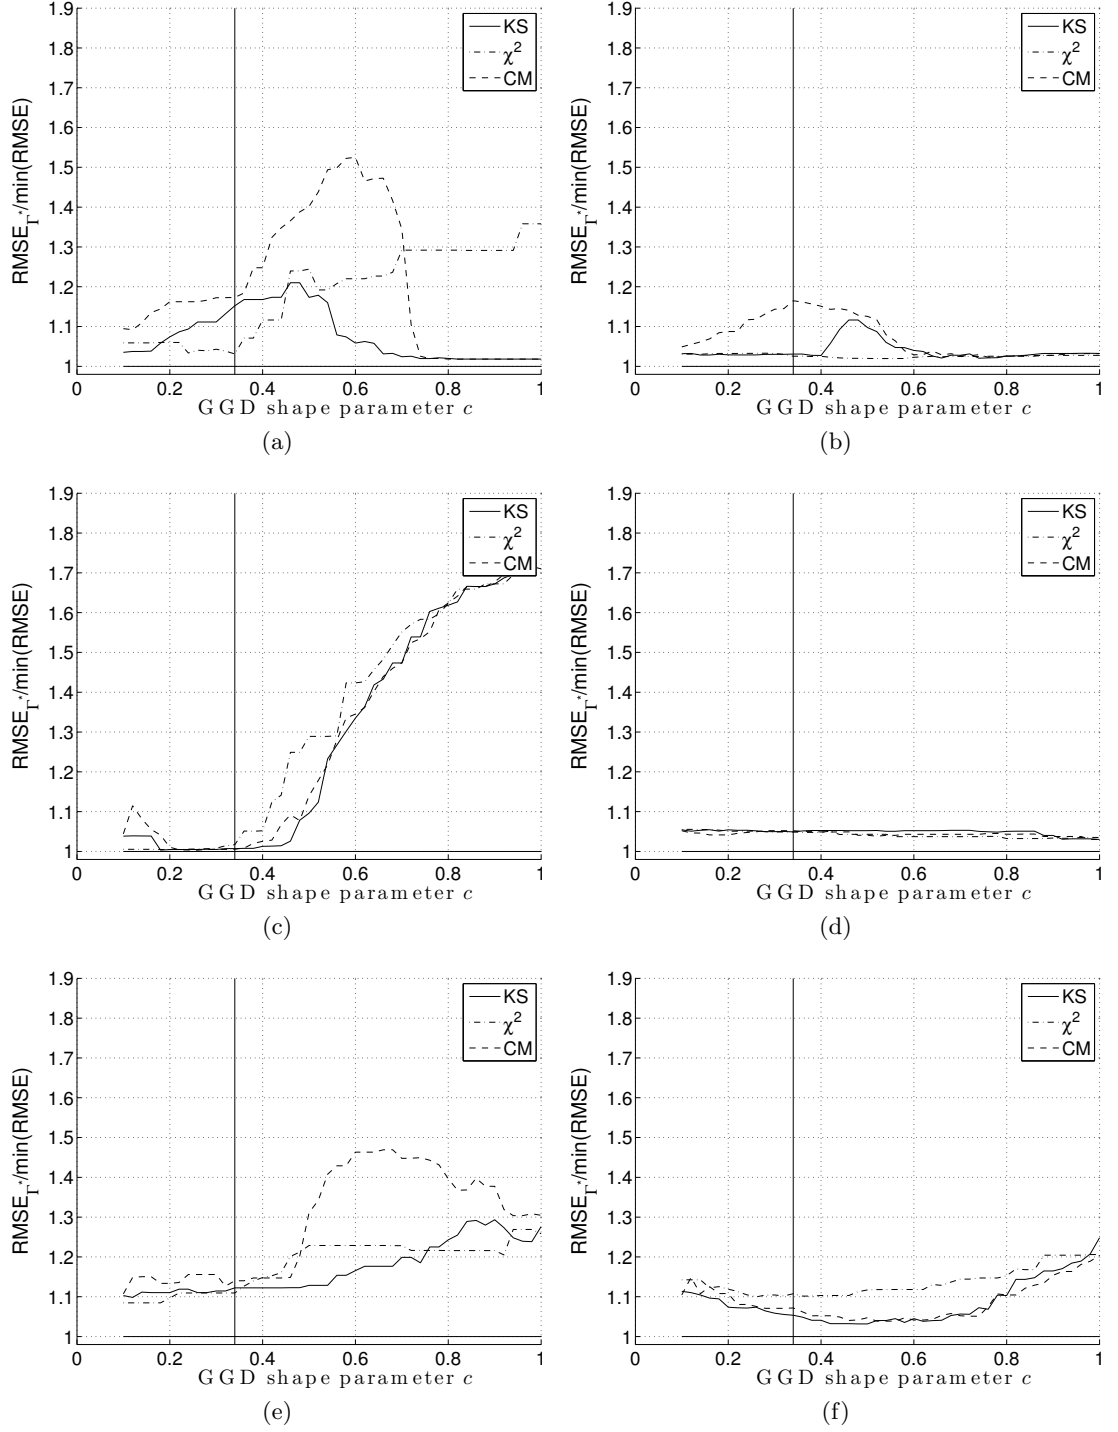 1.9
1.8
1.7
1.6
1.5
1.4
1.3
1.2
1.1
1
RMSE_Γ*/min(RMSE)
KS
χ²
CM
0 0.2 0.4 0.6 0.8 1
GGD shape parameter c
(a)
1.9
1.8
1.7
1.6
1.5
1.4
1.3
1.2
1.1
1
RMSE_Γ*/min(RMSE)
KS
χ²
CM
0 0.2 0.4 0.6 0.8 1
GGD shape parameter c
(b)
1.9
1.8
1.7
1.6
1.5
1.4
1.3
1.2
1.1
1
RMSE_Γ*/min(RMSE)
KS
χ²
CM
0 0.2 0.4 0.6 0.8 1
GGD shape parameter c
(c)
1.9
1.8
1.7
1.6
1.5
1.4
1.3
1.2
1.1
1
RMSE_Γ*/min(RMSE)
KS
χ²
CM
0 0.2 0.4 0.6 0.8 1
GGD shape parameter c
(d)
1.9
1.8
1.7
1.6
1.5
1.4
1.3
1.2
1.1
1
RMSE_Γ*/min(RMSE)
KS
χ²
CM
0 0.2 0.4 0.6 0.8 1
GGD shape parameter c
(e)
1.9
1.8
1.7
1.6
1.5
1.4
1.3
1.2
1.1
1
RMSE_Γ*/min(RMSE)
KS
χ²
CM
0 0.2 0.4 0.6 0.8 1
GGD shape parameter c
(f)